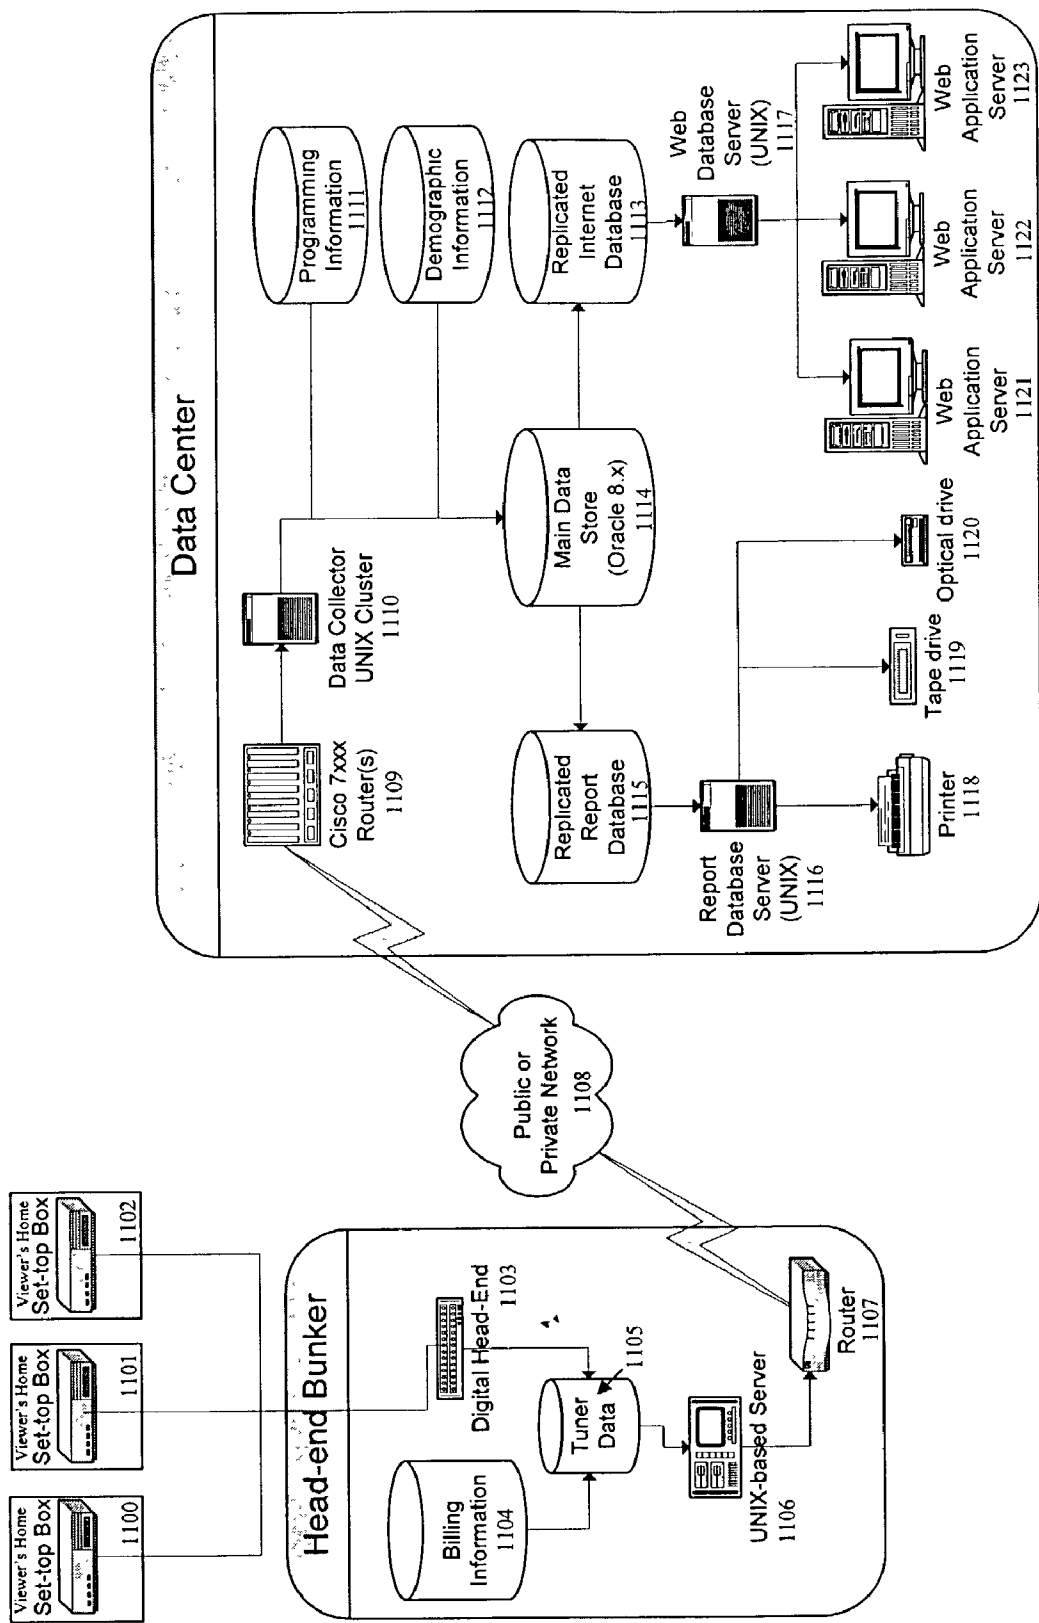 Viewer's Home
Set-top Box
1100
Viewer's Home
Set-top Box
1101
Viewer's Home
Set-top Box
1102
Head-end Bunker
Billing
Information
1104
Digital Head-End
1103
Tuner
Data
1105
UNIX-based Server
1106
Router
1107
Public or
Private Network
1108
Data Center
Cisco 7xxx
Router(s)
1109
Data Collector
UNIX Cluster
1110
Programming
Information
1111
Demographic
Information
1112
Replicated
Report
Database
1115
Main Data
Store
(Oracle 8.x)
1114
Replicated
Internet
Database
1113
Report
Database
Server
(UNIX)
1116
Web
Database
Server
(UNIX)
1117
Printer
1118
Tape drive
1119
Optical drive
1120
Web
Application
Server
1121
Web
Application
Server
1122
Web
Application
Server
1123